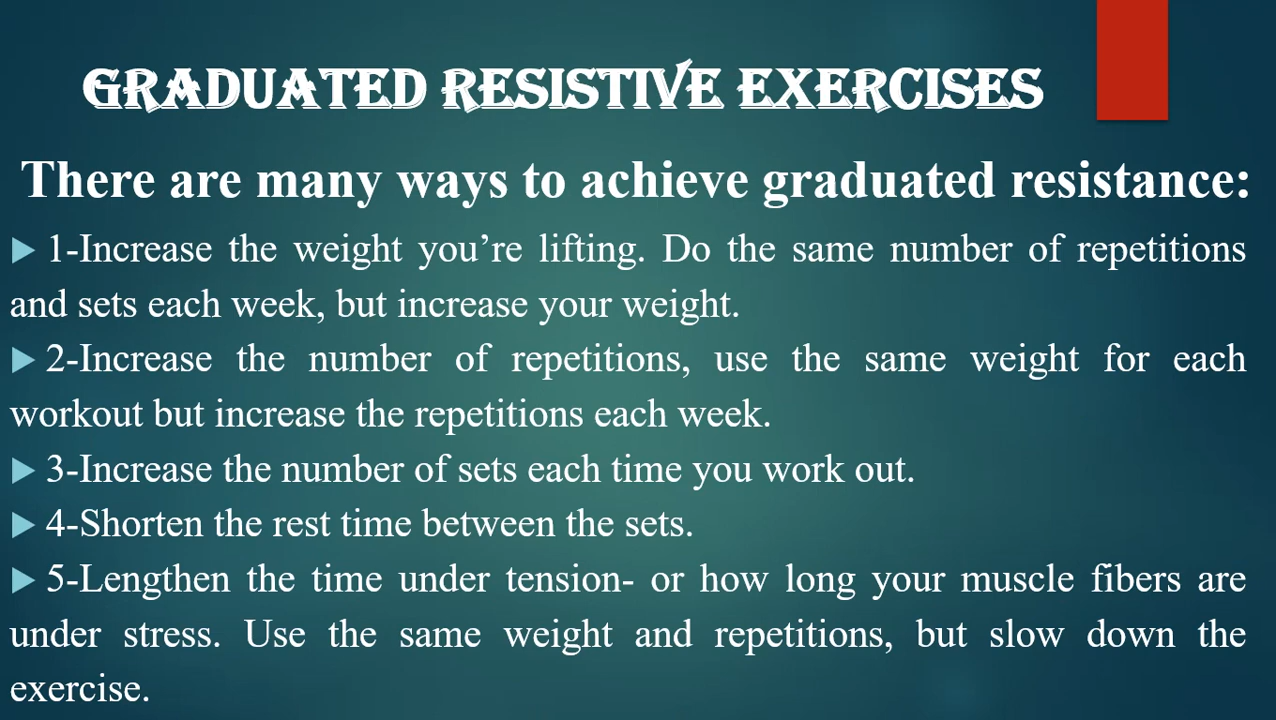 GRADUATED RESISTIVE EXERCISES
There are many ways to achieve graduated resistance:
1-Increase the weight you’re lifting. Do the same number of repetitions
and sets each week, but increase your weight.
2-Increase the number of repetitions, use the same weight for each
workout but increase the repetitions each week.
3-Increase the number of sets each time you work out.
4-Shorten the rest time between the sets.
5-Lengthen the time under tension- or how long your muscle fibers are
under stress. Use the same weight and repetitions, but slow down the
exercise.